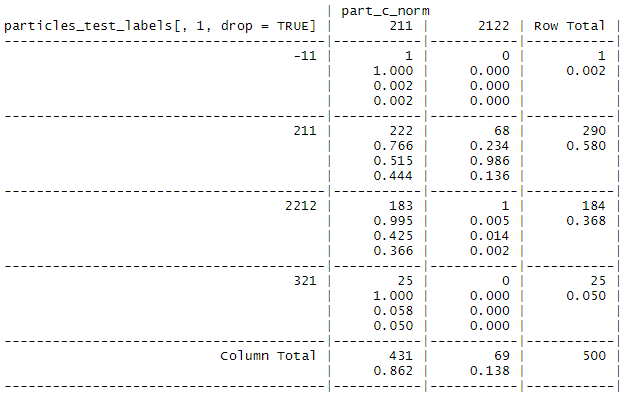 | part_c_norm
particles_test_labels[, 1, drop = TRUE] | 211 | 2122 | Row Total |
----------------------------------------|-----------|-----------|-----------|
-11 | 1 | 0 | 1 |
| 1.000 | 0.000 | 0.002 |
| 0.002 | 0.000 | |
| 0.002 | 0.000 | |
----------------------------------------|-----------|-----------|-----------|
211 | 222 | 68 | 290 |
| 0.766 | 0.234 | 0.580 |
| 0.515 | 0.986 | |
| 0.444 | 0.136 | |
----------------------------------------|-----------|-----------|-----------|
2212 | 183 | 1 | 184 |
| 0.995 | 0.005 | 0.368 |
| 0.425 | 0.014 | |
| 0.366 | 0.002 | |
----------------------------------------|-----------|-----------|-----------|
321 | 25 | 0 | 25 |
| 1.000 | 0.000 | 0.050 |
| 0.058 | 0.000 | |
| 0.050 | 0.000 | |
----------------------------------------|-----------|-----------|-----------|
Column Total | 431 | 69 | 500 |
| 0.862 | 0.138 | |
----------------------------------------|-----------|-----------|-----------|